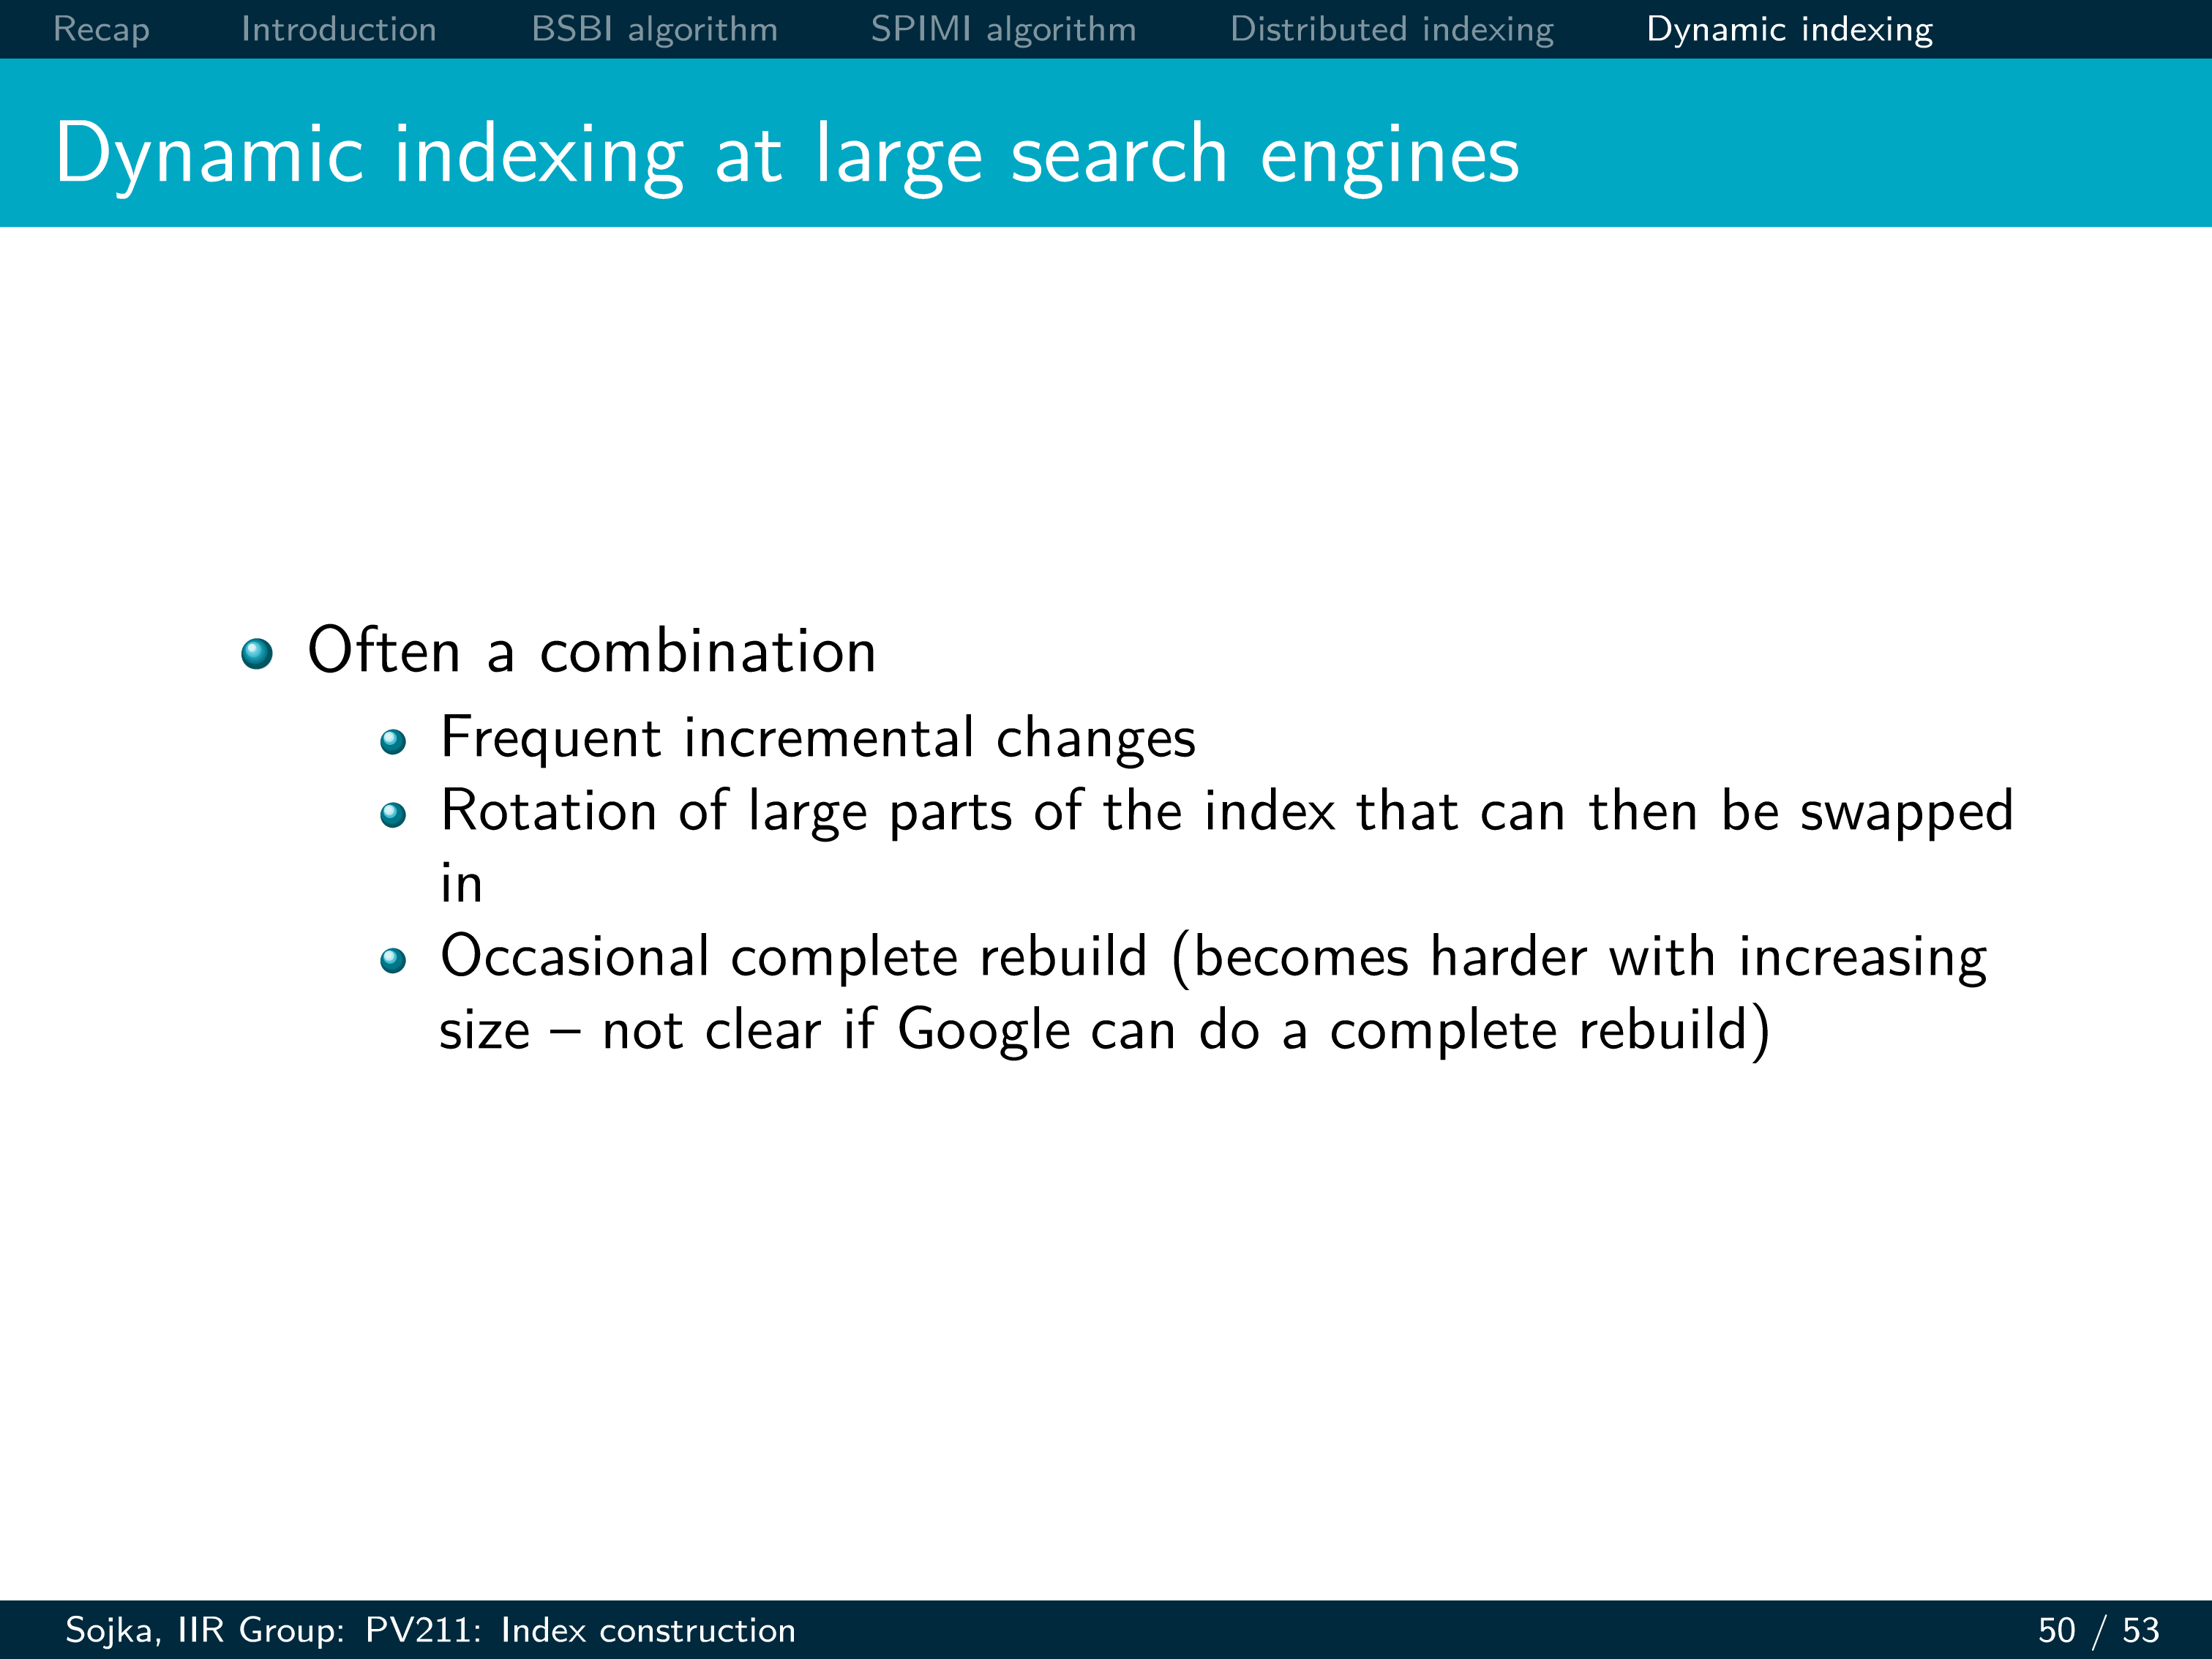 Recap Introduction BSBI algorithm SPIMI algorithm Distributed indexing Dynamic indexing
Dynamic indexing at large search engines
Often a combination
Frequent incremental changes
Rotation of large parts of the index that can then be swapped
in
Occasional complete rebuild (becomes harder with increasing
size – not clear if Google can do a complete rebuild)
Sojka, IIR Group: PV211: Index construction 50 / 53